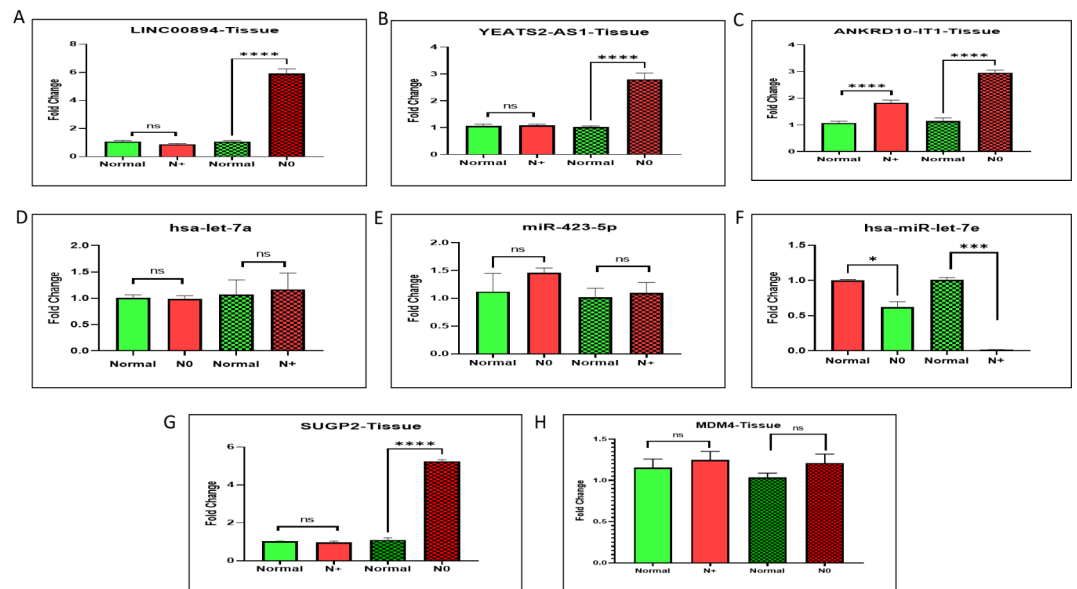 A
LINC00894-Tissue
Fold Change
8
6
4
2
0
ns
****
Normal
N+
Normal
N0
B
YEATS2-AS1-Tissue
Fold Change
4
3
2
1
0
ns
****
Normal
N+
Normal
N0
C
ANKRD10-IT1-Tissue
Fold Change
4
3
2
1
0
****
****
Normal
N+
Normal
N0
D
hsa-let-7a
Fold Change
2.0
1.5
1.0
0.5
0.0
ns
ns
Normal
N0
Normal
N+
E
miR-423-5p
Fold Change
2.0
1.5
1.0
0.5
0.0
ns
ns
Normal
N0
Normal
N+
F
hsa-miR-let-7e
Fold Change
1.5
1.0
0.5
0.0
*
***
Normal
N0
Normal
N+
G
SUGP2-Tissue
Fold Change
6
4
2
0
ns
****
Normal
N+
Normal
N0
H
MDM4-Tissue
Fold Change
1.5
1.0
0.5
0.0
ns
ns
Normal
N+
Normal
N0